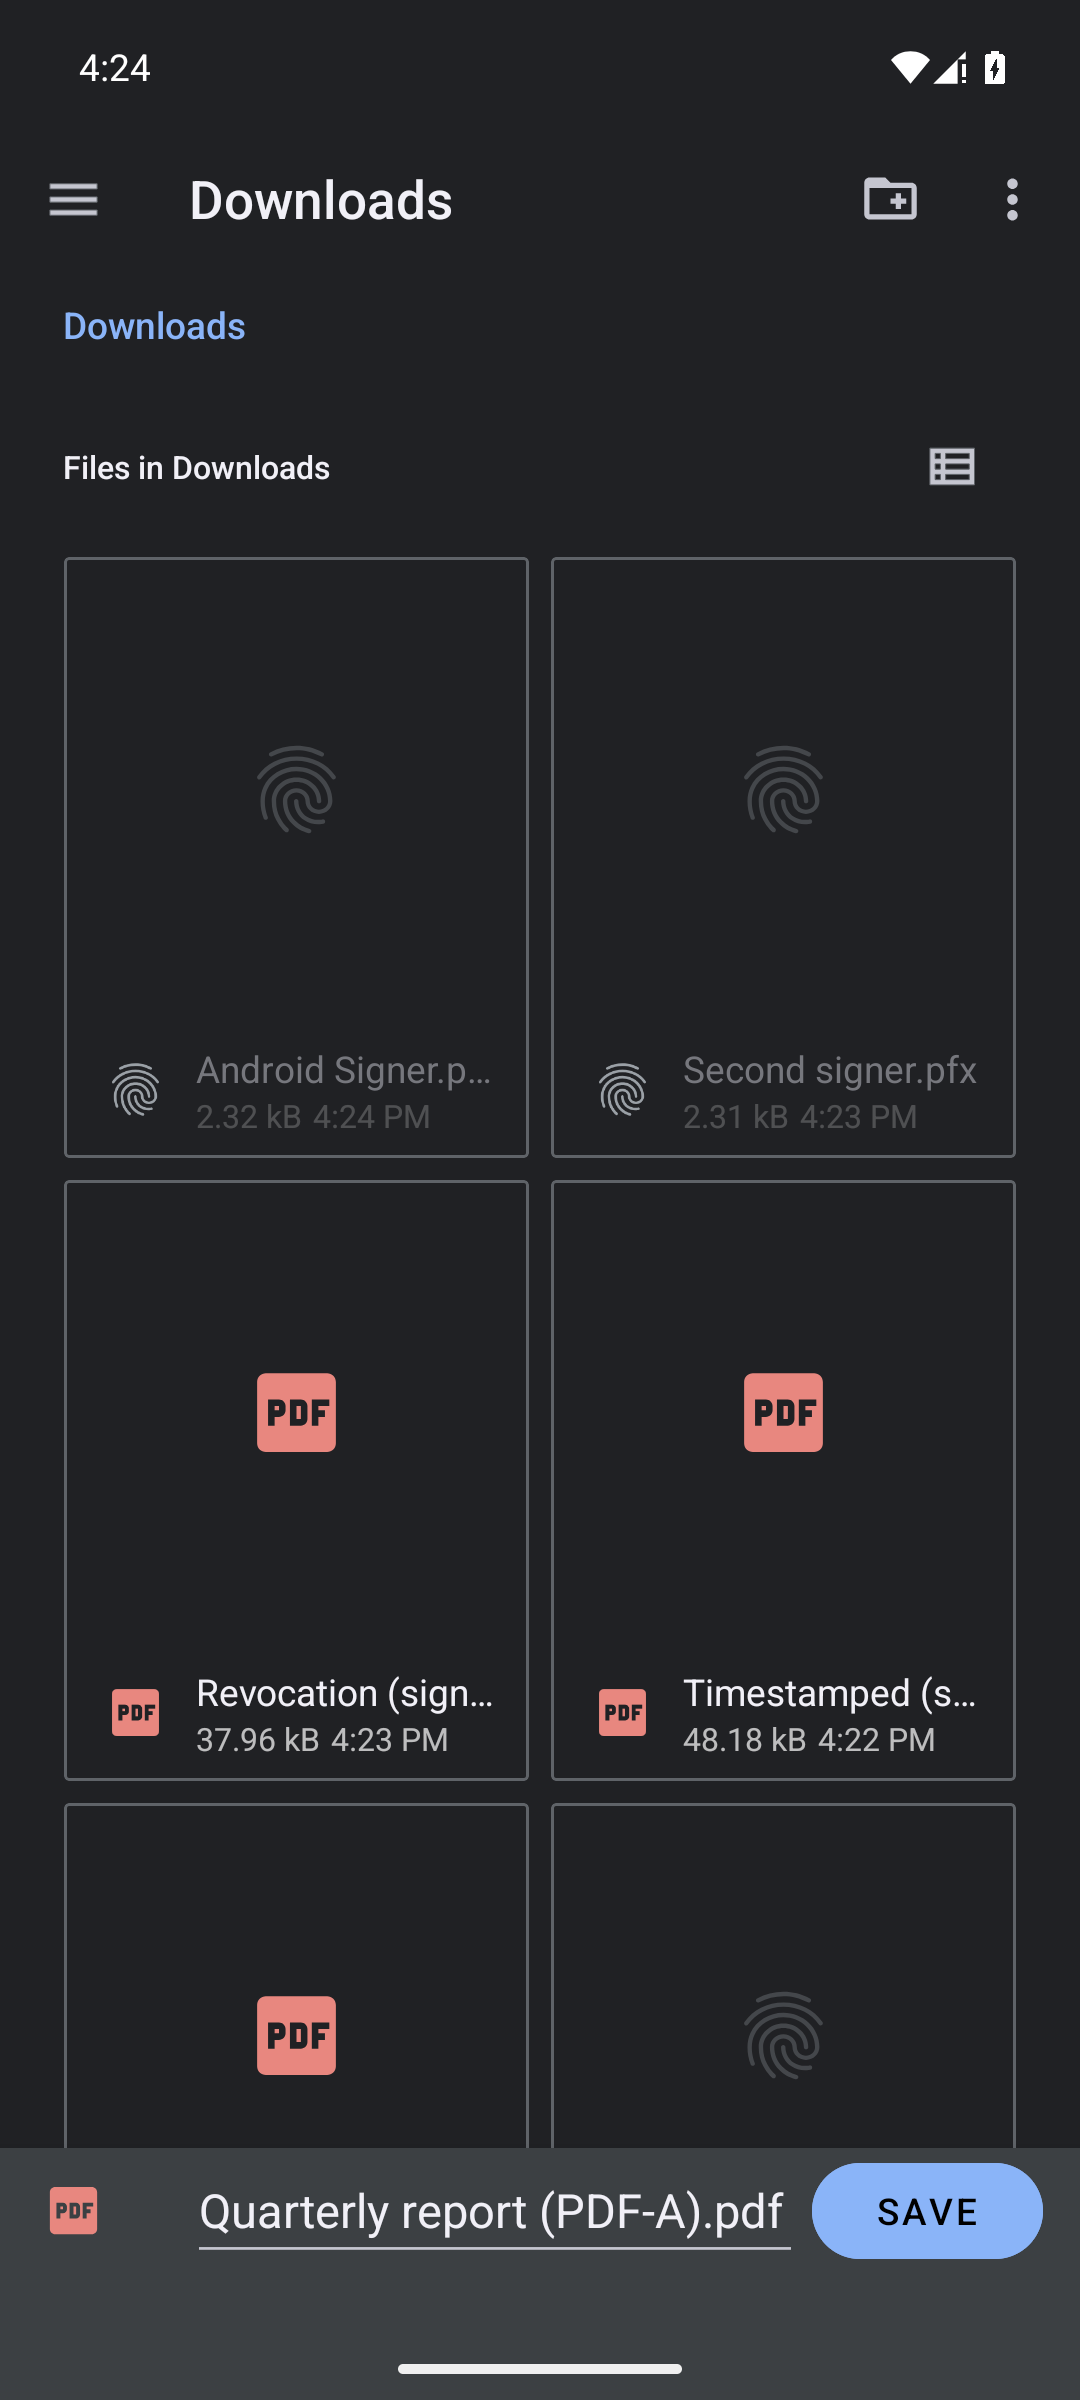 4:24
Downloads
Downloads
Files in Downloads
Android Signer.p…
2.32 kB 4:24 PM
Second signer.pfx
2.31 kB 4:23 PM
PDF
PDF
PDF
Revocation (sign…
37.96 kB 4:23 PM
PDF
Timestamped (s…
48.18 kB 4:22 PM
PDF
PDF
Quarterly report (PDF-A).pdf
SAVE